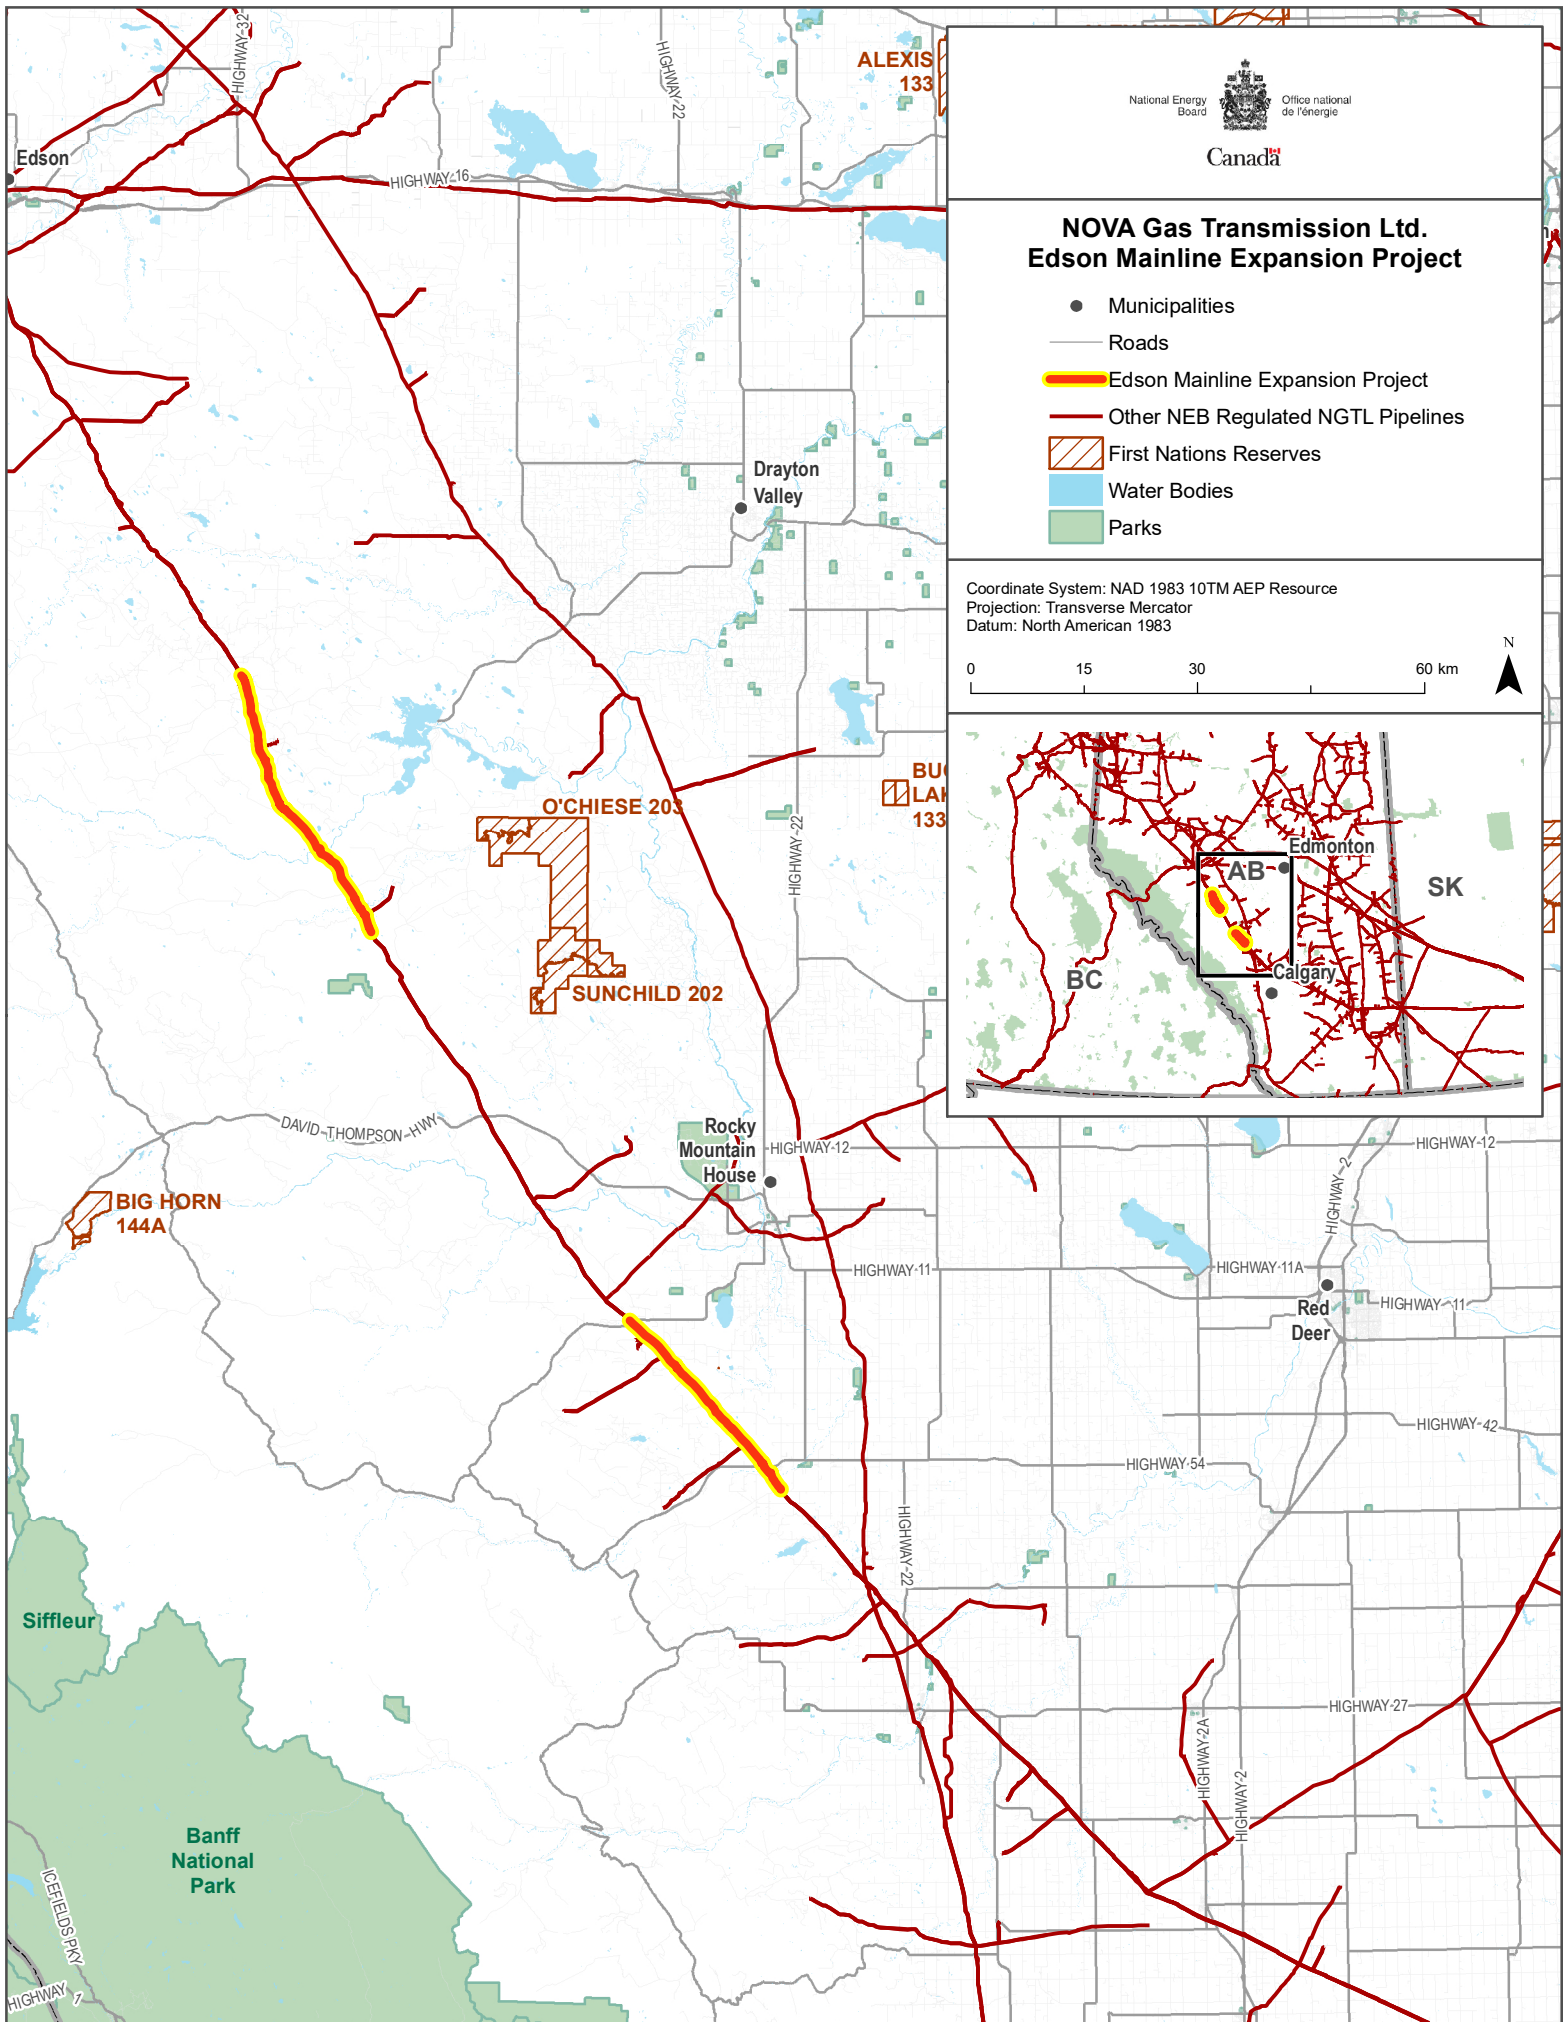 HIGHWAY-32
HIGHWAY-22
ALEXIS
133
Edson
HIGHWAY-16
National Energy
Board
Office national
de l'énergie
Canada
NOVA Gas Transmission Ltd.
Edson Mainline Expansion Project
Municipalities
Roads
Edson Mainline Expansion Project
Other NEB Regulated NGTL Pipelines
First Nations Reserves
Water Bodies
Parks
Coordinate System: NAD 1983 10TM AEP Resource
Projection: Transverse Mercator
Datum: North American 1983
N
0 15 30 60 km
Edmonton
AB
SK
BC
Calgary
Drayton
Valley
O'CHIESE 203
BUC
LAK
133
HIGHWAY-22
SUNCHILD 202
DAVID-THOMPSON-HWY
Rocky
Mountain
House
HIGHWAY-12
HIGHWAY-12
HIGHWAY-2
BIG HORN
144A
HIGHWAY-11
HIGHWAY-11A
HIGHWAY-11
Red
Deer
HIGHWAY-42
HIGHWAY-54
HIGHWAY-22
Siffleur
HIGHWAY-27
HIGHWAY-2A
HIGHWAY-2
Banff
National
Park
ICEFIELDS PKY
HIGHWAY 1